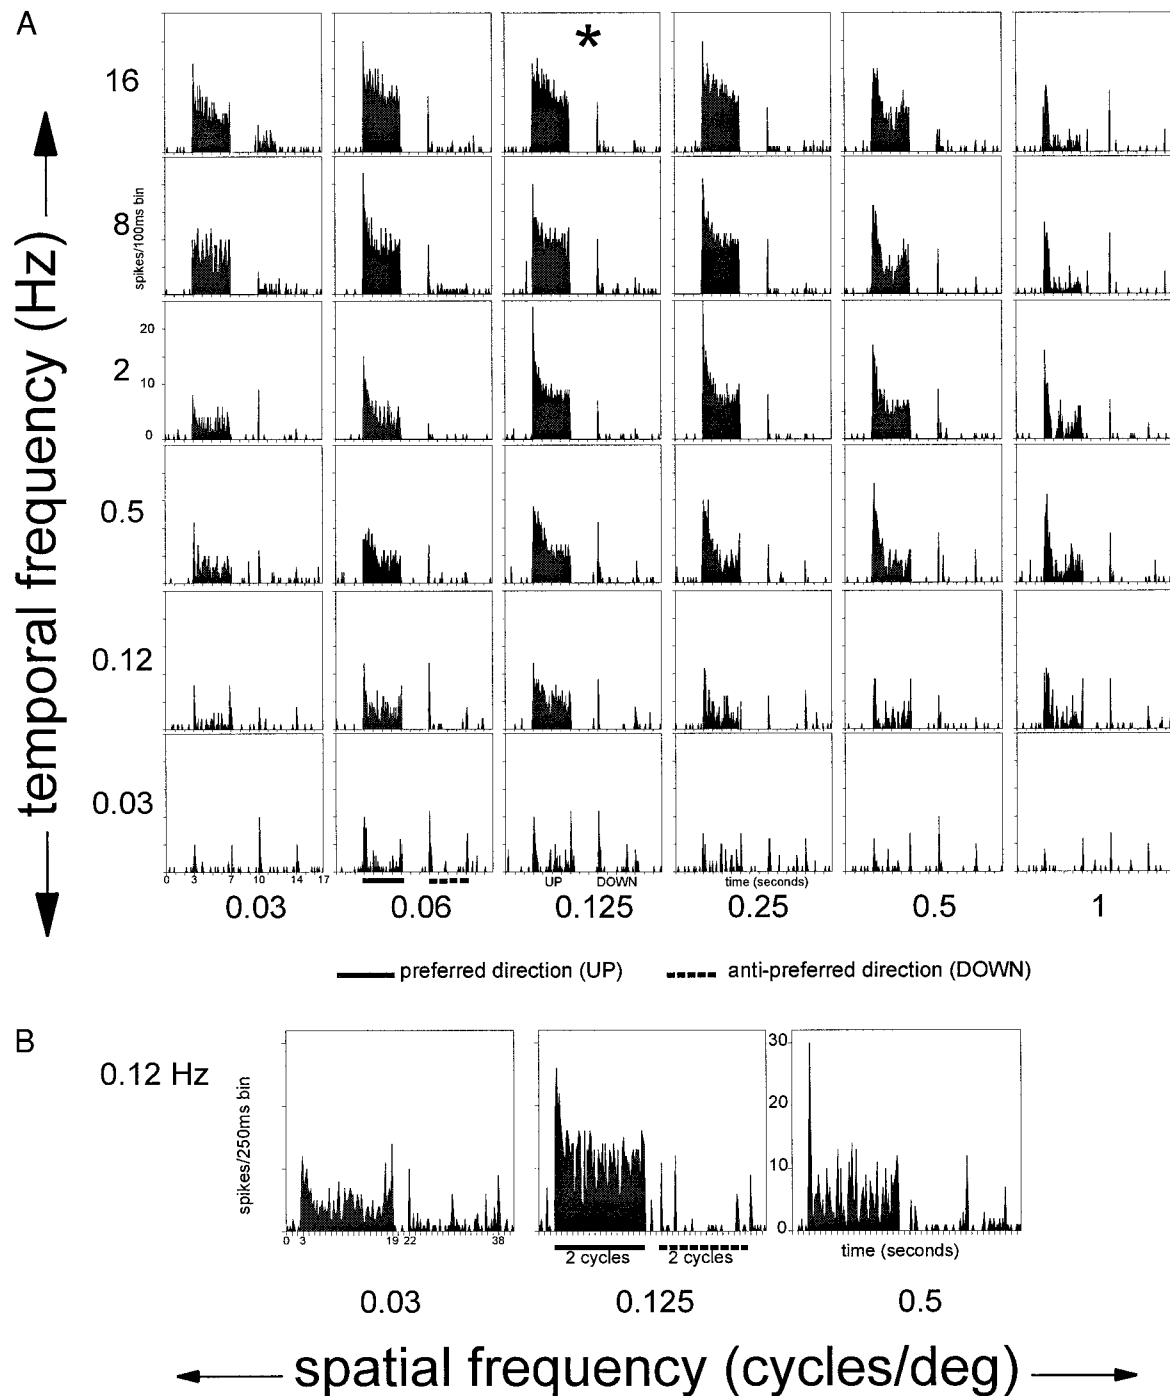 A
*
16
8
spikes/100ms bin
20
2
10
0
0.5
0.12
0.03
temporal frequency (Hz)
0 3 7 10 14 17
UP DOWN
time (seconds)
0.03 0.06 0.125 0.25 0.5 1
preferred direction (UP) anti-preferred direction (DOWN)
B
0.12 Hz
spikes/250ms bin
30
20
10
0
0 3 19 22 38
2 cycles 2 cycles
time (seconds)
0.03 0.125 0.5
spatial frequency (cycles/deg)